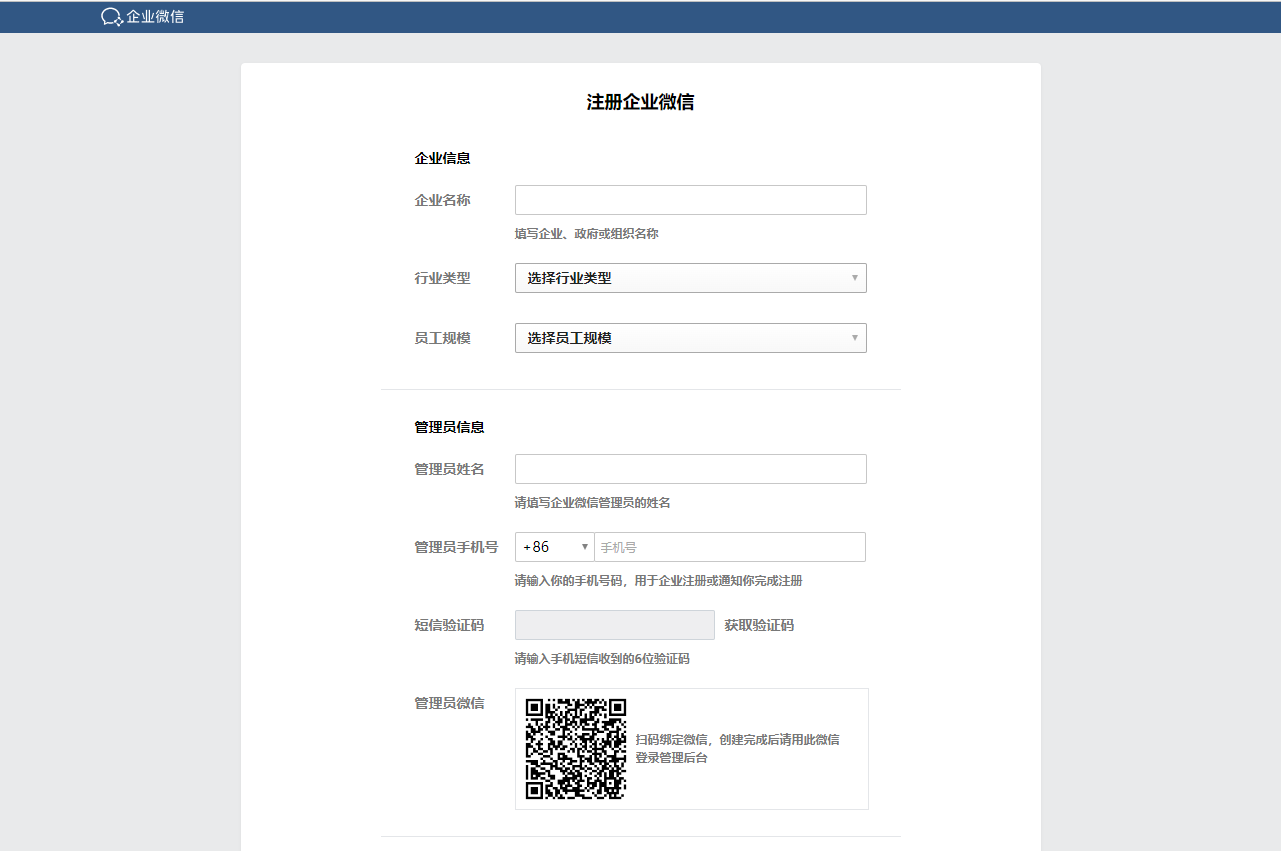 企业微信
注册企业微信
企业信息
企业名称
填写企业、政府或组织名称
行业类型 选择行业类型
员工规模 选择员工规模
管理员信息
管理员姓名
请填写企业微信管理员的姓名
管理员手机号 +86 手机号
请输入你的手机号码，用于企业注册或通知你完成注册
短信验证码 获取验证码
请输入手机短信收到的6位验证码
管理员微信
扫码绑定微信，创建完成后请用此微信
登录管理后台